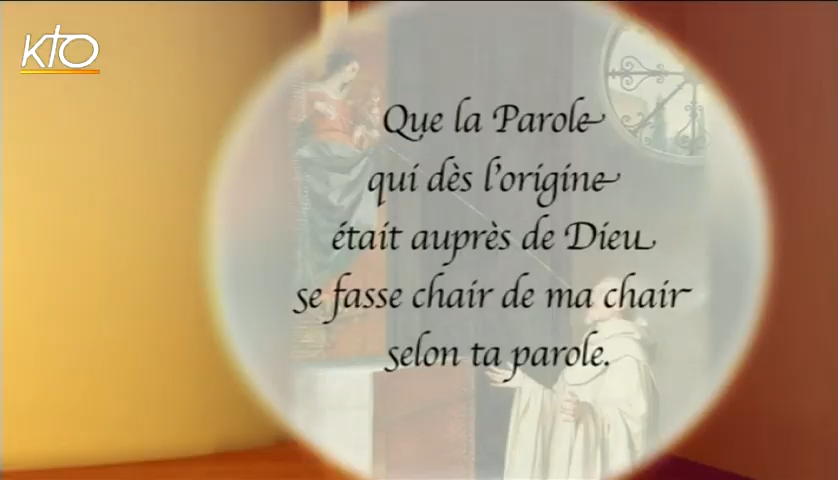 KTO
Que la Parole
qui dès l'origine
était auprès de Dieu
se fasse chair de ma chair
selon ta parole.